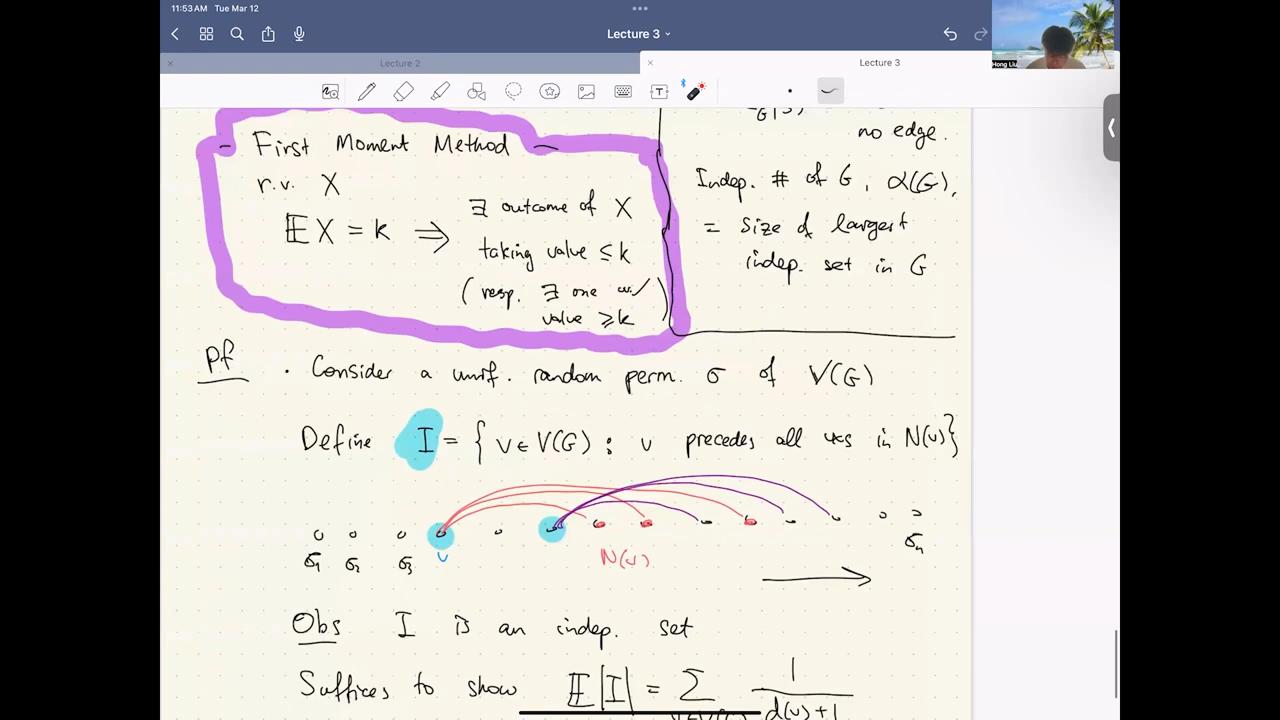 11:53 AM Tue Mar 12
Lecture 3
Hong Liu
Lecture 2
Lecture 3
- First Moment Method -
r.v. X
𝔼X = k ⇒ ∃ outcome of X
taking value ≤ k
(resp. ∃ one w/
value ≥ k)
no edge.
Indep. # of G, α(G),
= size of largest
indep. set in G
Pf · Consider a unif. random perm. σ of V(G)
Define I = { v ∈ V(G) : v precedes all vxs in N(v)}
σ1 σ2 σ3 v N(v) σn
Obs I is an indep. set
Suffices to show 𝔼|I| = Σ 1/(d(v)+1)